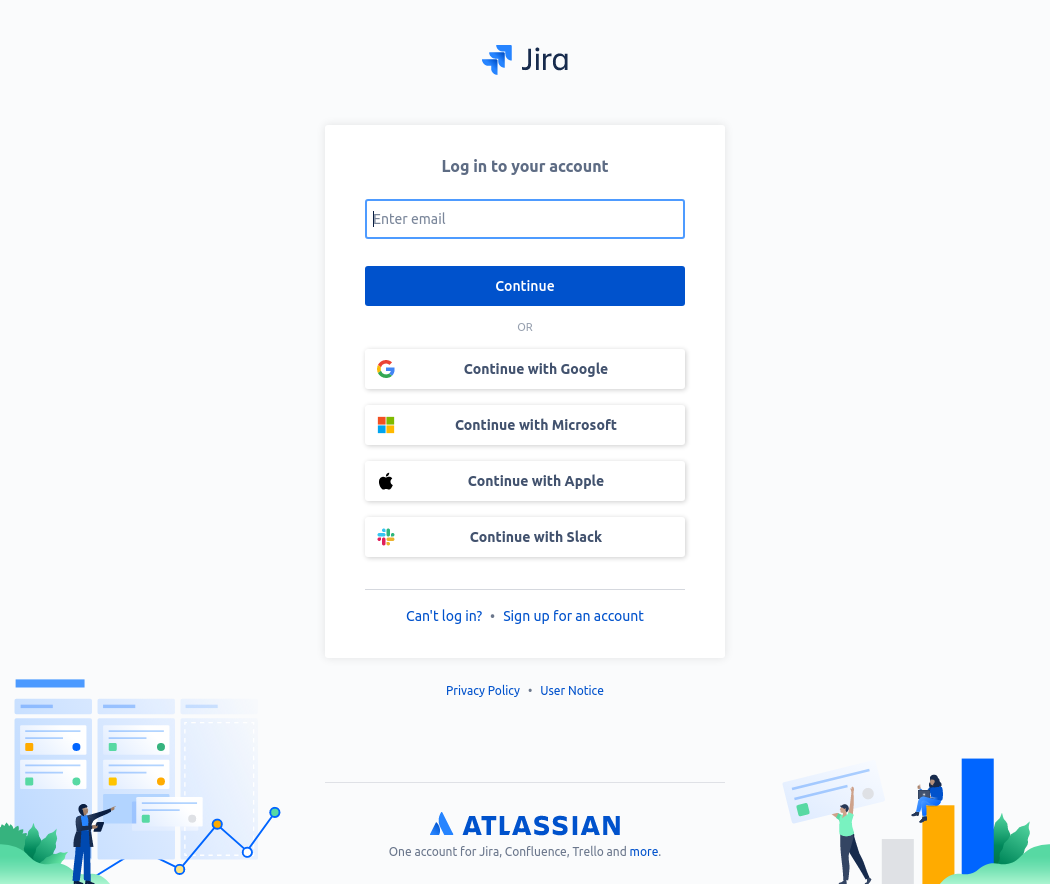 Jira
Log in to your account
Enter email
Continue
OR
Continue with Google
Continue with Microsoft
Continue with Apple
Continue with Slack
Can't log in? • Sign up for an account
Privacy Policy • User Notice
ATLASSIAN
One account for Jira, Confluence, Trello and more.